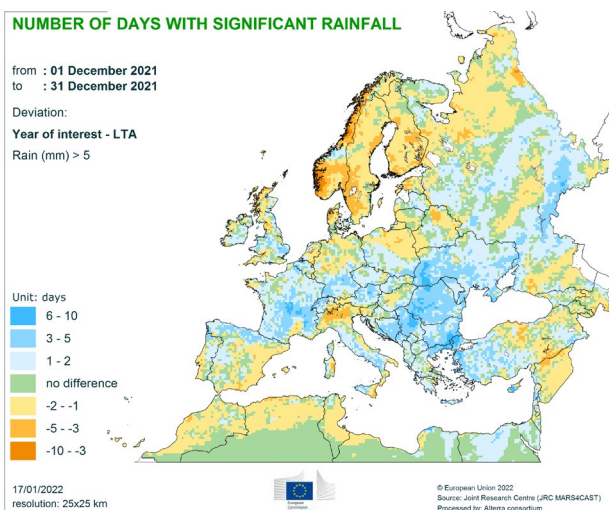 NUMBER OF DAYS WITH SIGNIFICANT RAINFALL
from : 01 December 2021
to : 31 December 2021
Deviation:
Year of interest - LTA
Rain (mm) > 5
Unit: days
6 - 10
3 - 5
1 - 2
no difference
-2 - -1
-5 - -3
-10 - -3
17/01/2022
resolution: 25x25 km
European
Commission
© European Union 2022
Source: Joint Research Centre (JRC MARS4CAST)
Processed by: Alterra consortium